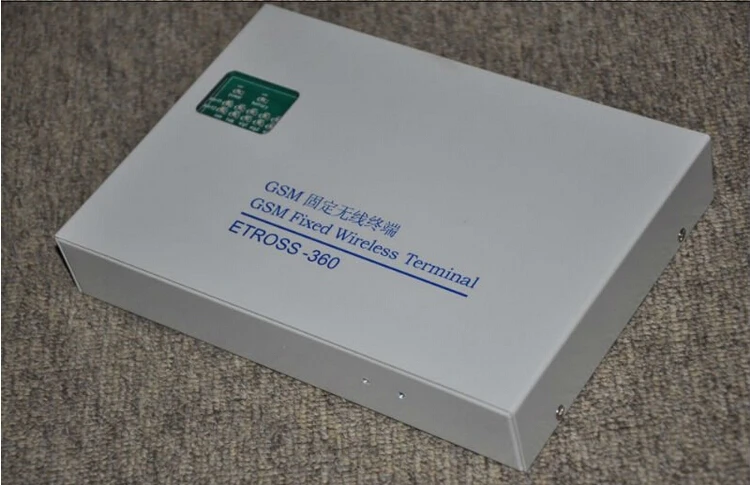 GSM 固定无线终端
GSM Fixed Wireless Terminal
ETROSS -360